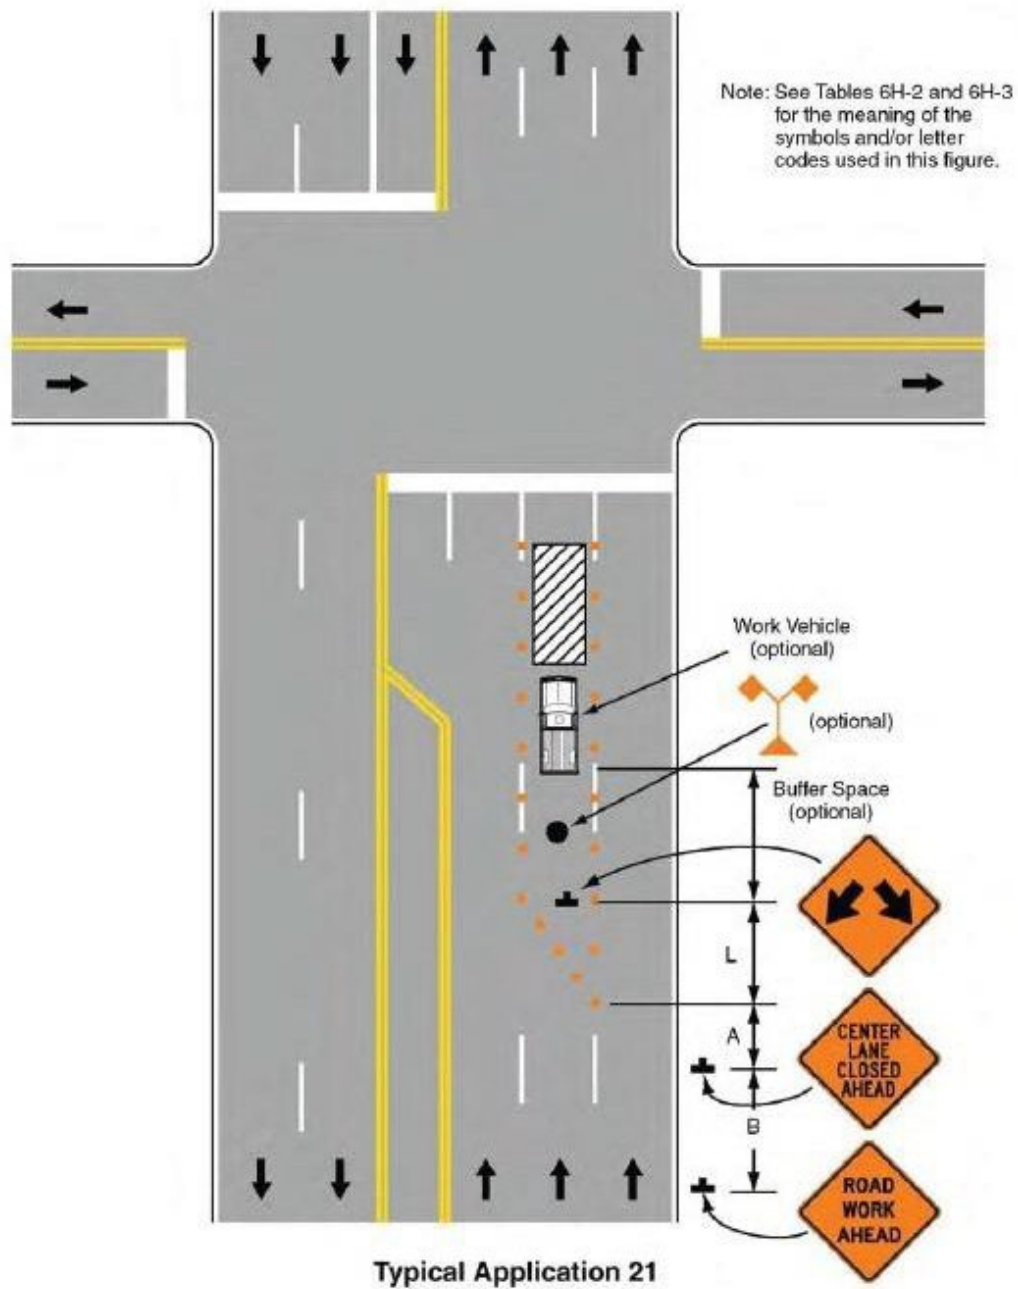 Note: See Tables 6H-2 and 6H-3
for the meaning of the
symbols and/or letter
codes used in this figure.
Work Vehicle
(optional)
(optional)
Buffer Space
(optional)
L
A
CENTER
LANE
CLOSED
AHEAD
B
ROAD
WORK
AHEAD
Typical Application 21